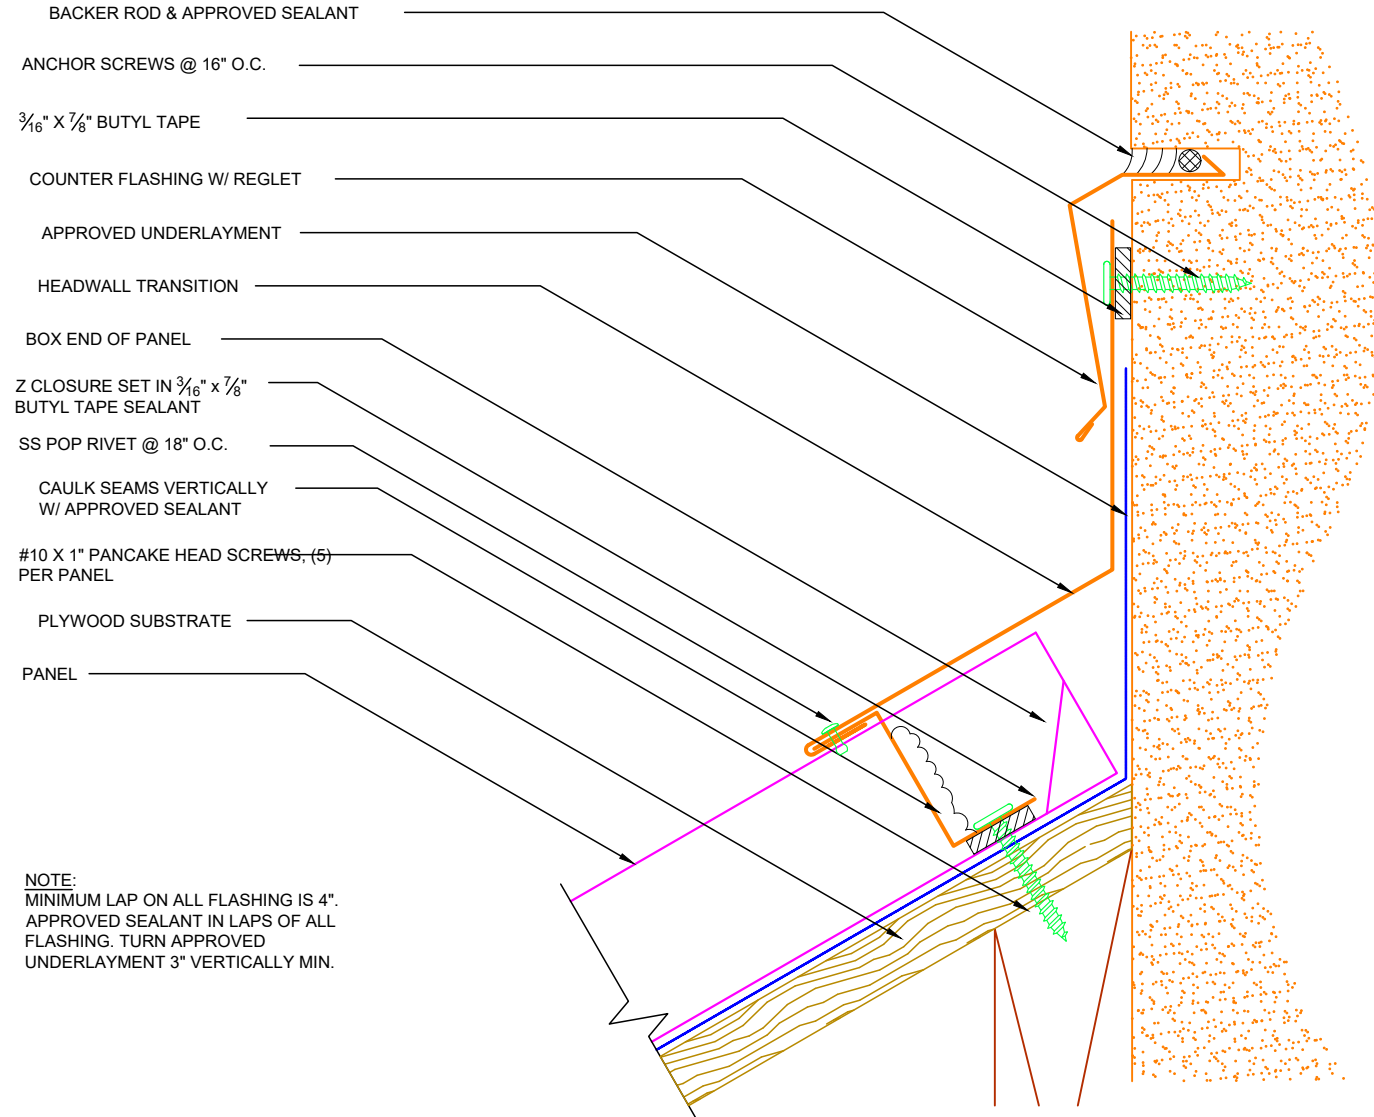 BACKER ROD & APPROVED SEALANT
ANCHOR SCREWS @ 16" O.C.
3/16" X 7/8" BUTYL TAPE
COUNTER FLASHING W/ REGLET
APPROVED UNDERLAYMENT
HEADWALL TRANSITION
BOX END OF PANEL
Z CLOSURE SET IN 3/16" x 7/8"
BUTYL TAPE SEALANT
SS POP RIVET @ 18" O.C.
CAULK SEAMS VERTICALLY
W/ APPROVED SEALANT
#10 X 1" PANCAKE HEAD SCREWS, (5)
PER PANEL
PLYWOOD SUBSTRATE
PANEL
NOTE:
MINIMUM LAP ON ALL FLASHING IS 4".
APPROVED SEALANT IN LAPS OF ALL
FLASHING. TURN APPROVED
UNDERLAYMENT 3" VERTICALLY MIN.